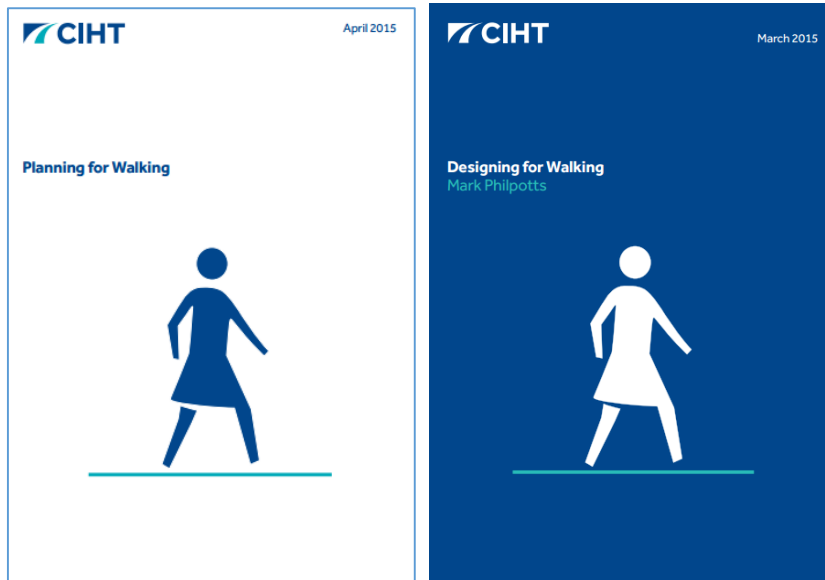 CIHT
April 2015
Planning for Walking
CIHT
March 2015
Designing for Walking
Mark Philpotts